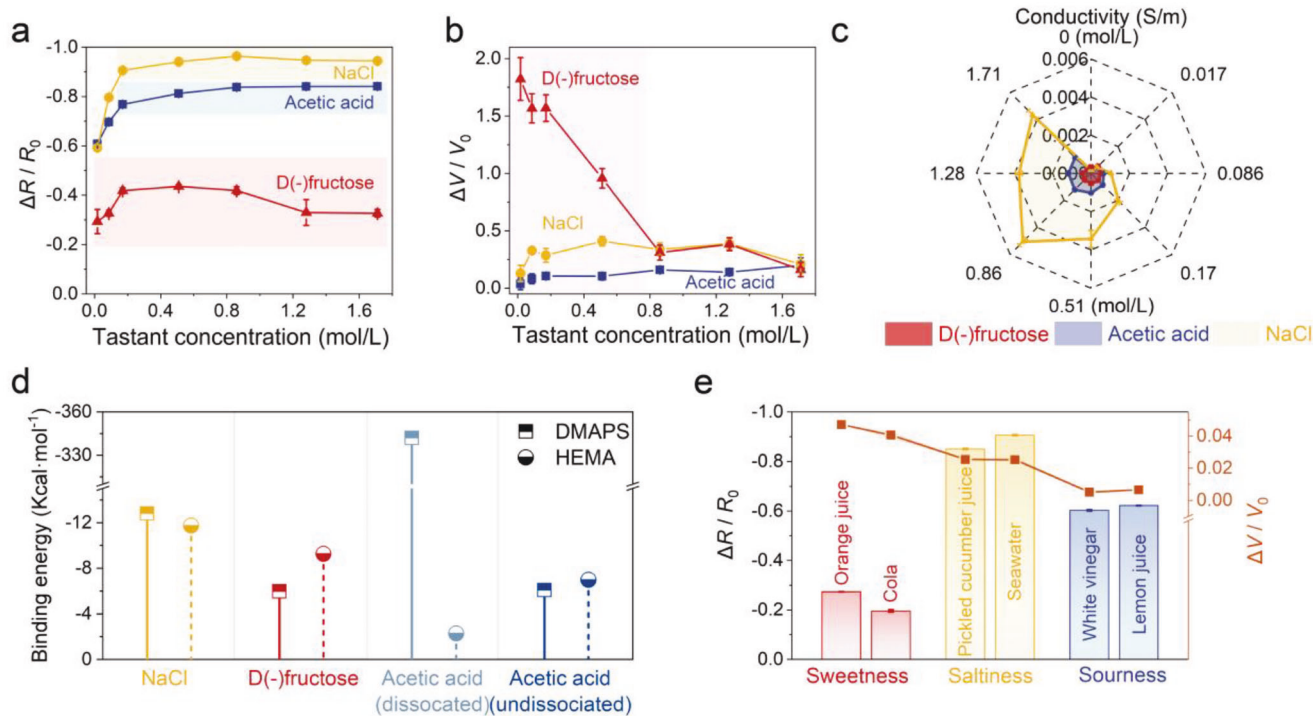 a
-1.0
-0.8
-0.6
-0.4
-0.2
0.0
ΔR / R0
NaCl
Acetic acid
D(-)fructose
0.0 0.4 0.8 1.2 1.6
Tastant concentration (mol/L)
b
2.0
1.5
1.0
0.5
0.0
ΔV / V0
D(-)fructose
NaCl
Acetic acid
0.0 0.4 0.8 1.2 1.6
Tastant concentration (mol/L)
c
Conductivity (S/m)
0 (mol/L)
0.006
0.004
0.002
0.000
0.017
0.086
0.17
0.51 (mol/L)
0.86
1.28
1.71
D(-)fructose Acetic acid NaCl
d
-360
-330
-12
-8
-4
0
Binding energy (Kcal·mol-1)
DMAPS
HEMA
NaCl
D(-)fructose
Acetic acid
(dissocated)
Acetic acid
(undissociated)
e
-1.0
-0.8
-0.6
-0.4
-0.2
0.0
ΔR / R0
Orange juice
Cola
Pickled cucumber juice
Seawater
White vinegar
Lemon juice
0.04
0.02
0.00
ΔV / V0
Sweetness Saltiness Sourness